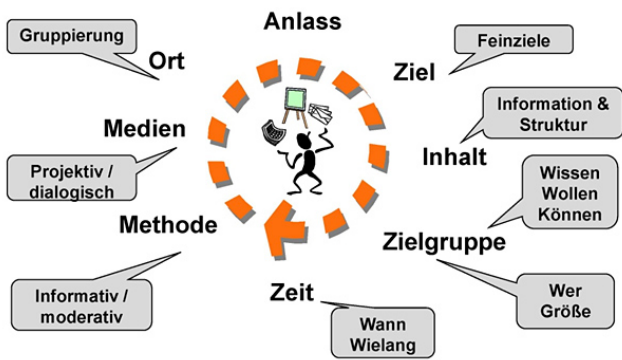 Anlass
Gruppierung
Ort
Ziel
Feinziele
Medien
Information &
Struktur
Inhalt
Projektiv /
dialogisch
Wissen
Wollen
Können
Methode
Zielgruppe
Informativ /
moderativ
Zeit
Wer
Größe
Wann
Wielang